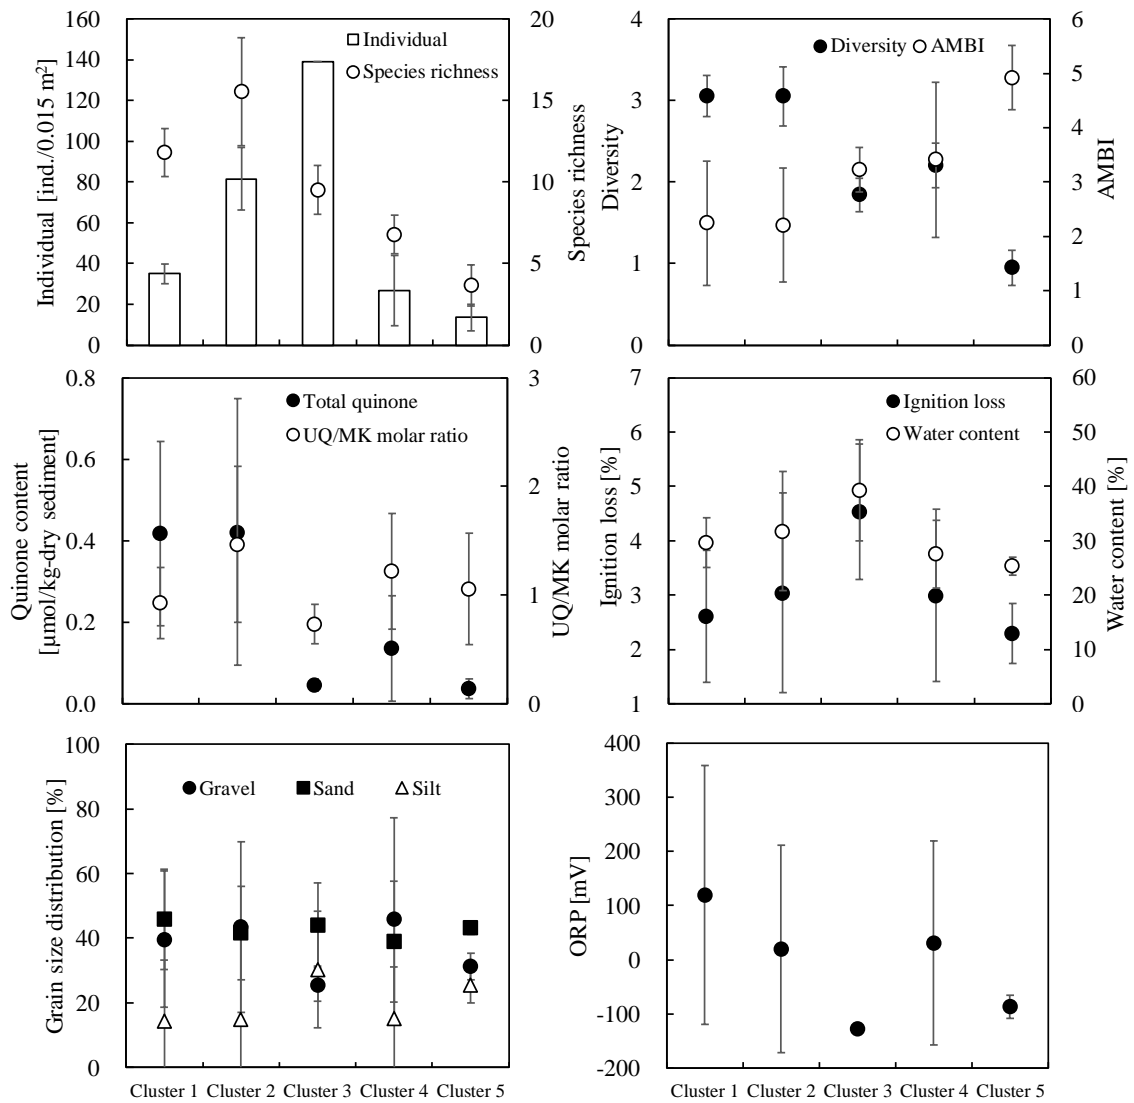 160
140
120
100
80
60
40
20
0
Individual [ind./0.015 m²]
Individual
Species richness
20
15
10
5
0
Species richness
4
3
2
1
0
Diversity
Diversity
AMBI
6
5
4
3
2
1
0
AMBI
0.8
0.6
0.4
0.2
0.0
Quinone content
[µmol/kg-dry sediment]
Total quinone
UQ/MK molar ratio
3
2
1
0
UQ/MK molar ratio
7
6
5
4
3
2
1
Ignition loss [%]
Ignition loss
Water content
60
50
40
30
20
10
0
Water content [%]
100
80
60
40
20
0
Grain size distribution [%]
Gravel
Sand
Silt
Cluster 1
Cluster 2
Cluster 3
Cluster 4
Cluster 5
400
300
200
100
0
-100
-200
ORP [mV]
Cluster 1
Cluster 2
Cluster 3
Cluster 4
Cluster 5